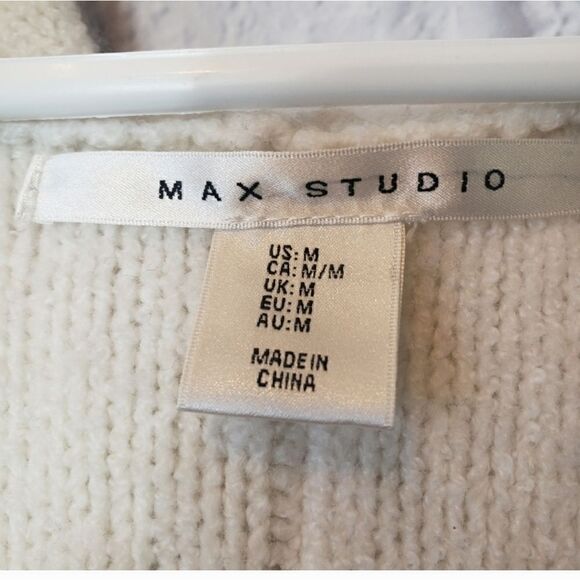 MAX STUDIO
US: M
CA: M/M
UK: M
EU: M
AU: M
MADE IN
CHINA